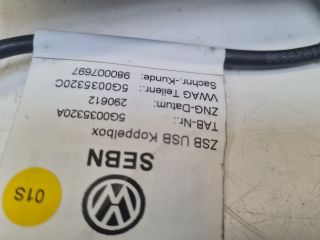 SEBN
ZSB USB Koppelbox
TAB-Nr.: 5G0035320A
ZNG-Datum: 290612
VWAG Teilenr.: 5G0035320C
Sachnr.-Kunde: 980007697
01S